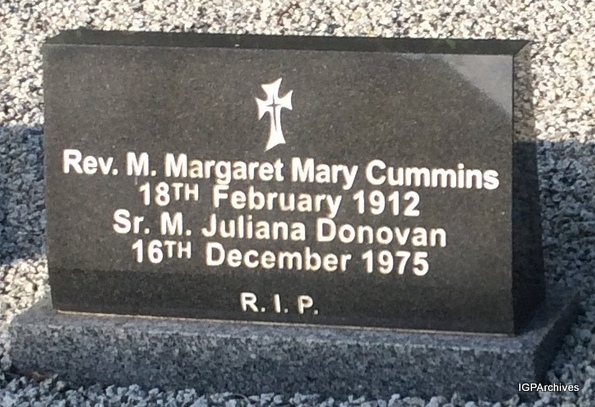 Rev. M. Margaret Mary Cummins
18TH February 1912
Sr. M. Juliana Donovan
16TH December 1975
R.I.P.
IGPArchives